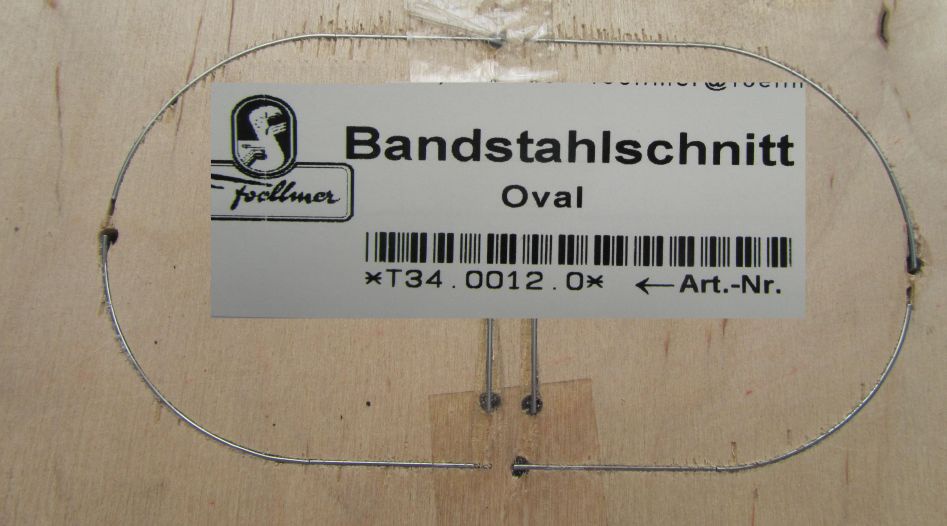 Bandstahlschnitt
foellmer
Oval
*T34.0012.0* ←Art.-Nr.